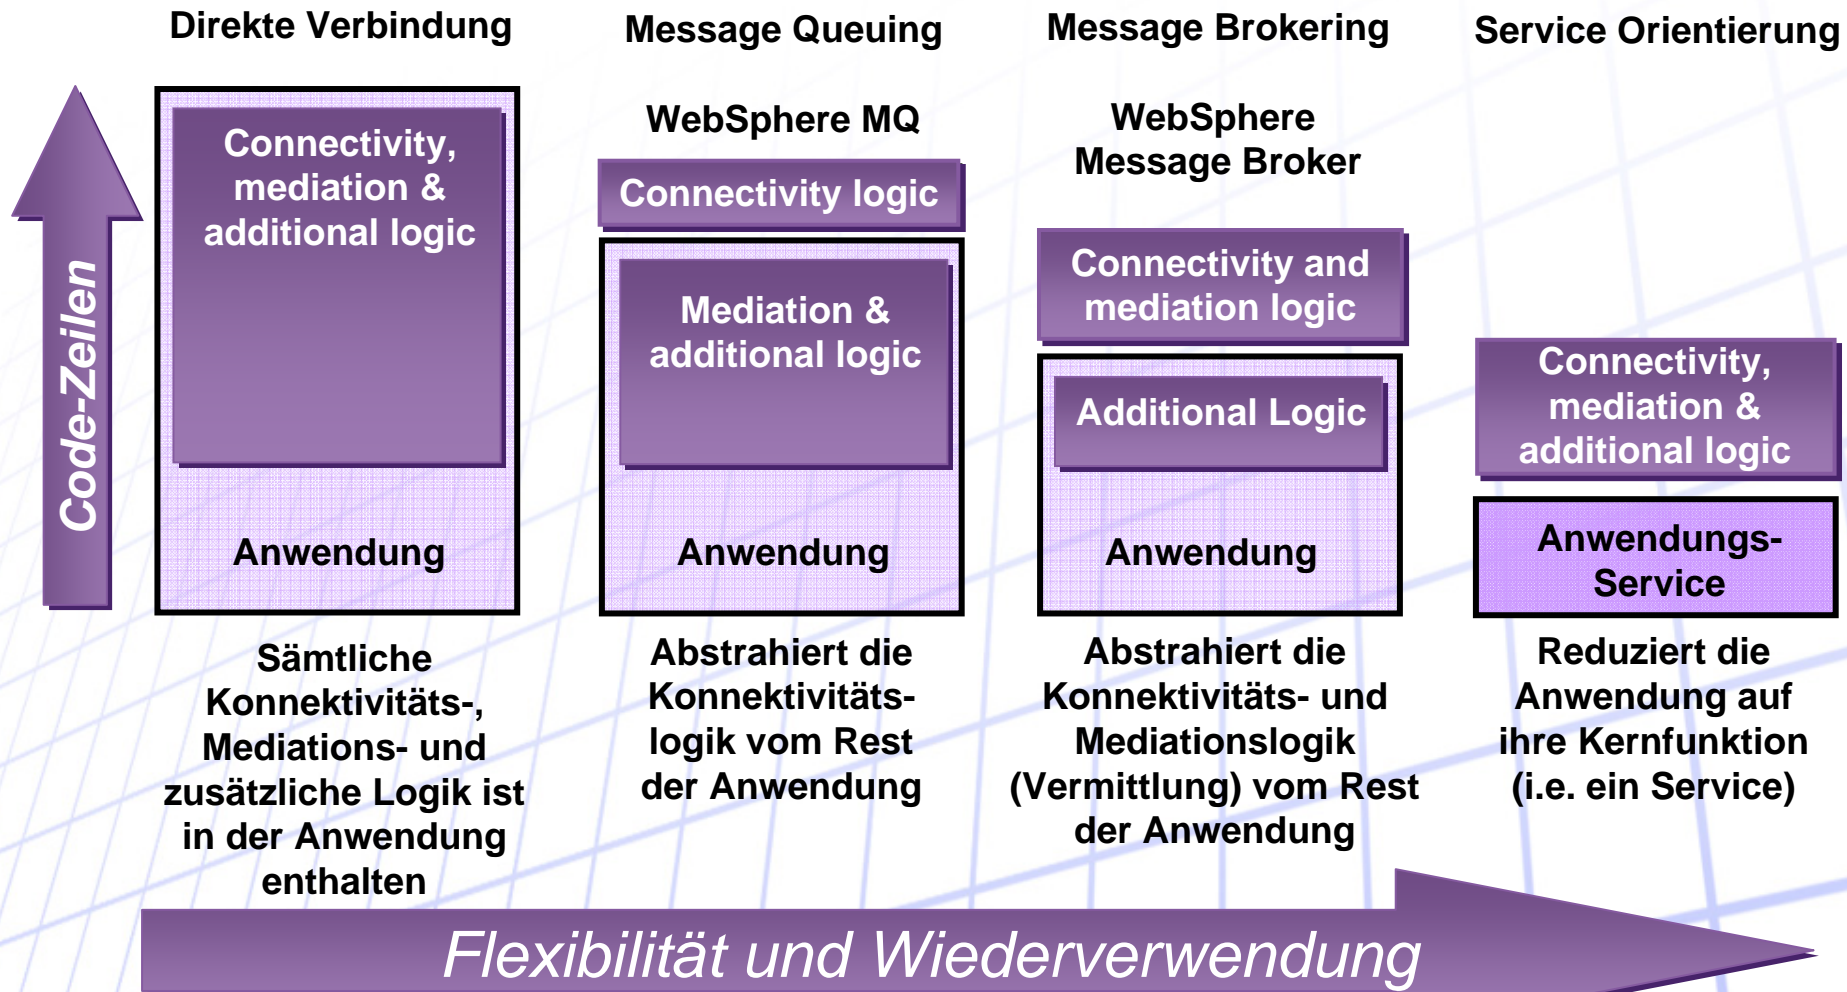 Direkte Verbindung
Message Queuing
Message Brokering
Service Orientierung
Code-Zeilen
Connectivity,
mediation &
additional logic
Anwendung
Sämtliche
Konnektivitäts-,
Mediations- und
zusätzliche Logik ist
in der Anwendung
enthalten
WebSphere MQ
Connectivity logic
Mediation &
additional logic
Anwendung
Abstrahiert die
Konnektivitäts-
logik vom Rest
der Anwendung
WebSphere
Message Broker
Connectivity and
mediation logic
Additional Logic
Anwendung
Abstrahiert die
Konnektivitäts- und
Mediationslogik
(Vermittlung) vom Rest
der Anwendung
Connectivity,
mediation &
additional logic
Anwendungs-
Service
Reduziert die
Anwendung auf
ihre Kernfunktion
(i.e. ein Service)
Flexibilität und Wiederverwendung